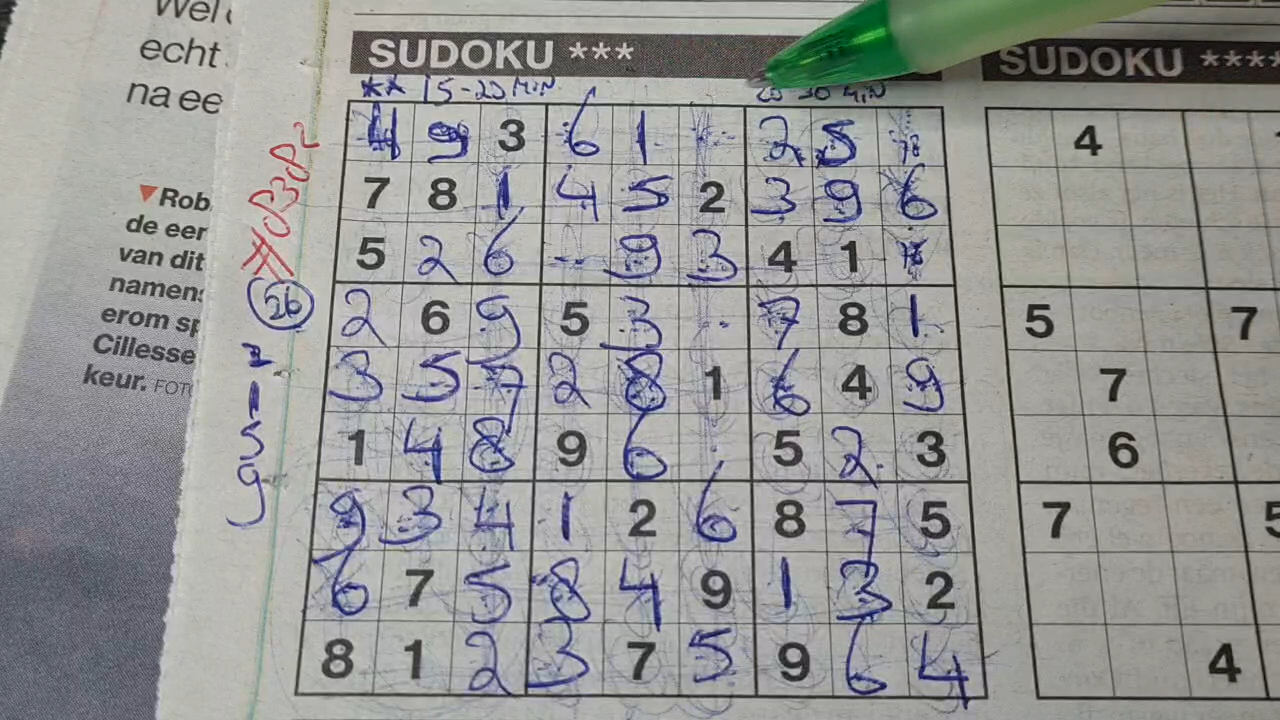 Wel
echt
na ee
SUDOKU ***
SUDOKU ****
** 15-20 MIN
20 30 MIN
▼Rob
de eer
van dit
namens
erom sp
Cillesse
keur. FOT
26
4 9 3 6 1 2 5
7 8 1 4 5 2 3 9 6
5 2 6 9 3 4 1
2 6 9 5 3 7 8 1
3 5 7 2 8 1 6 4 9
1 4 8 9 6 5 2 3
9 3 4 1 2 6 8 7 5
6 7 5 8 4 9 1 3 2
8 1 2 3 7 5 9 6 4
4
5 7
7
6
7 5
4